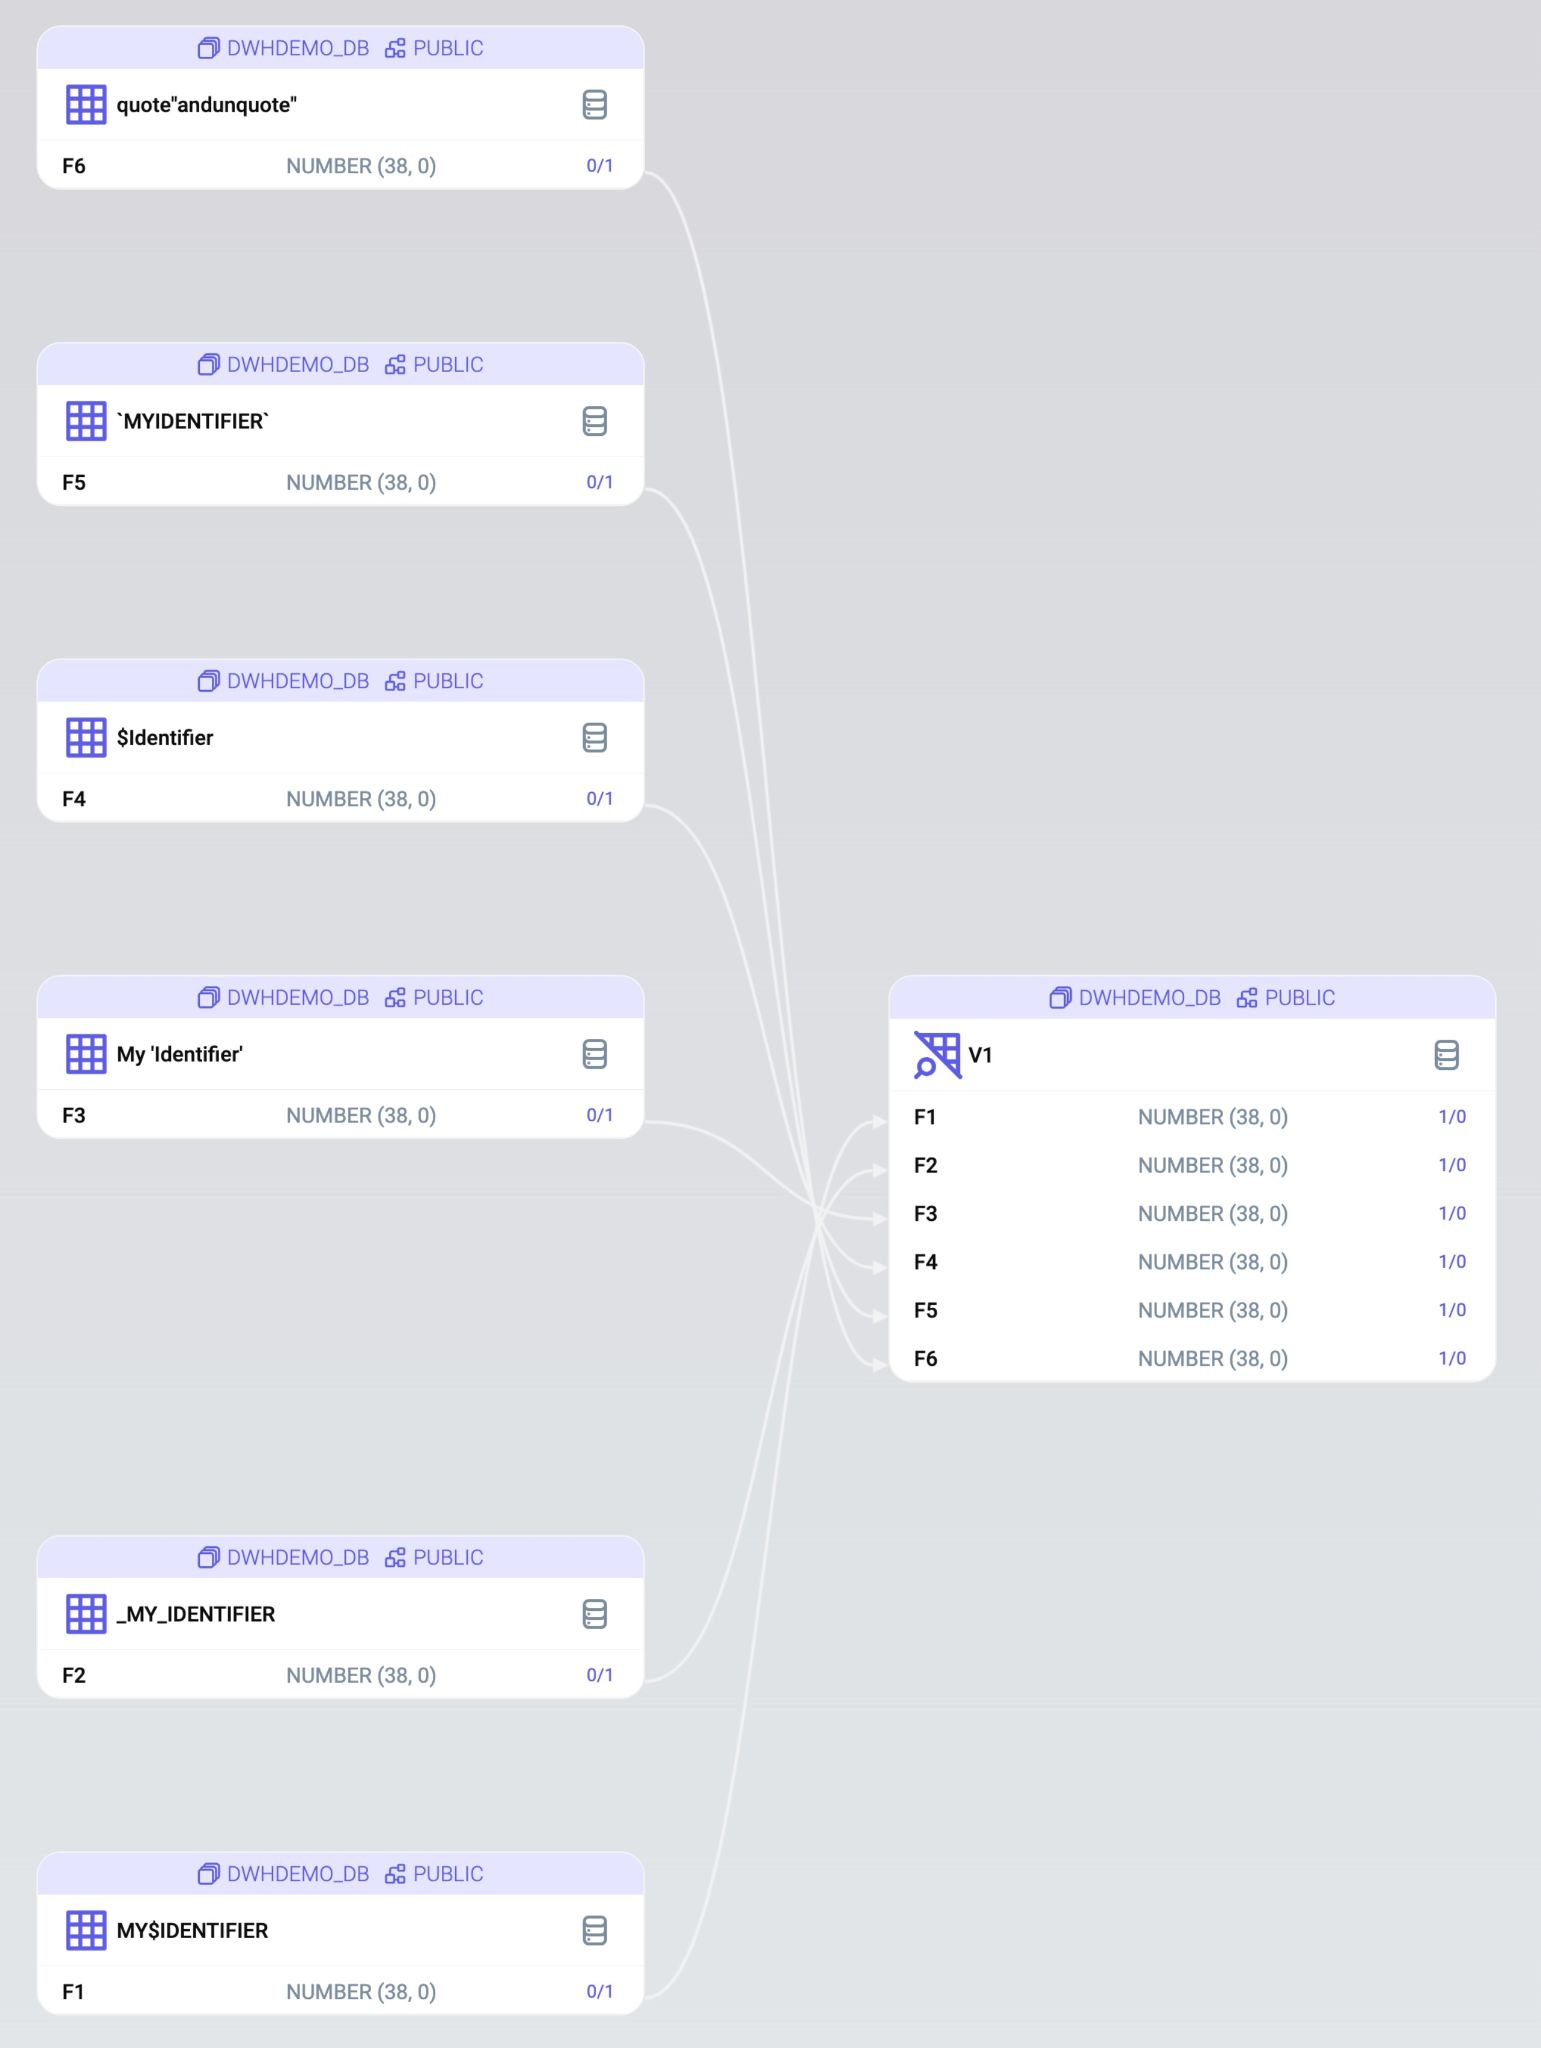 DWHDEMO_DB PUBLIC
quote"andunquote"
F6 NUMBER (38, 0) 0/1
DWHDEMO_DB PUBLIC
`MYIDENTIFIER`
F5 NUMBER (38, 0) 0/1
DWHDEMO_DB PUBLIC
$Identifier
F4 NUMBER (38, 0) 0/1
DWHDEMO_DB PUBLIC
My 'Identifier'
F3 NUMBER (38, 0) 0/1
DWHDEMO_DB PUBLIC
V1
F1 NUMBER (38, 0) 1/0
F2 NUMBER (38, 0) 1/0
F3 NUMBER (38, 0) 1/0
F4 NUMBER (38, 0) 1/0
F5 NUMBER (38, 0) 1/0
F6 NUMBER (38, 0) 1/0
DWHDEMO_DB PUBLIC
_MY_IDENTIFIER
F2 NUMBER (38, 0) 0/1
DWHDEMO_DB PUBLIC
MY$IDENTIFIER
F1 NUMBER (38, 0) 0/1